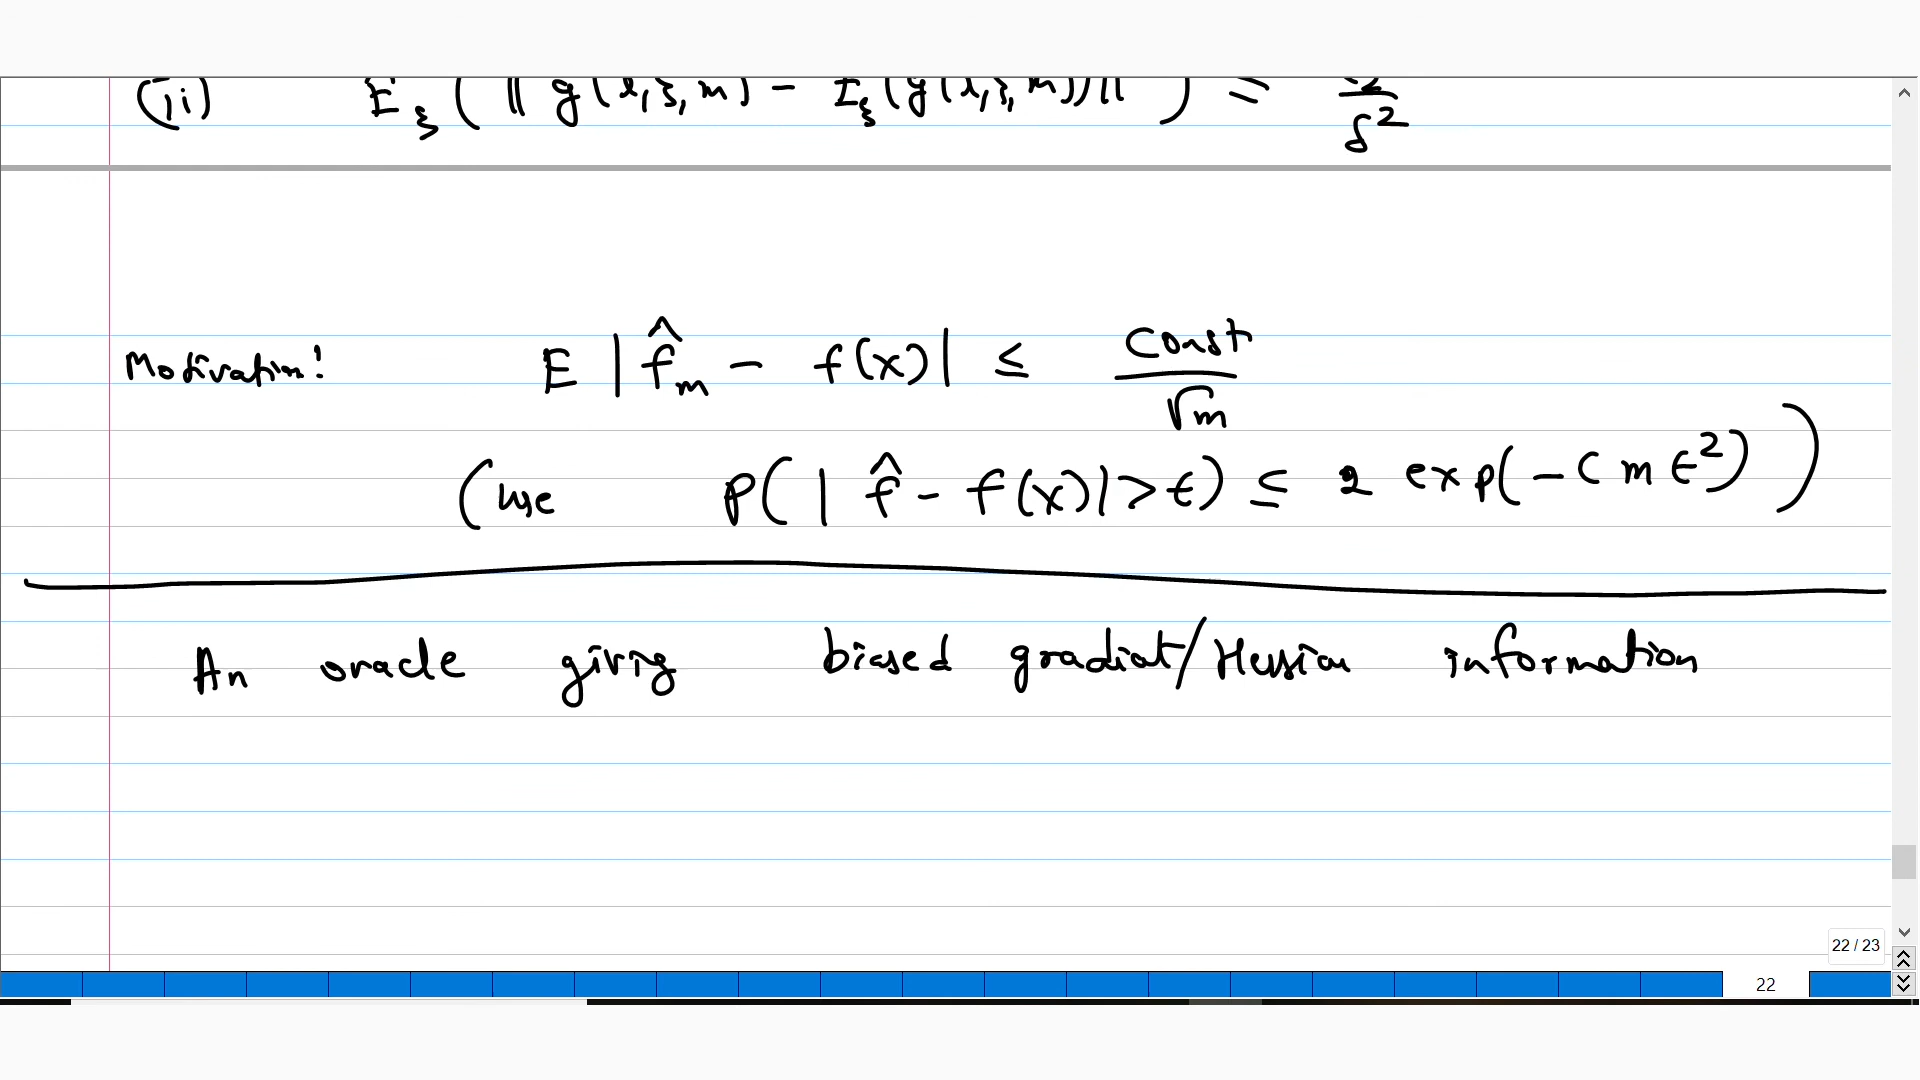 (ii) E_ξ ( || g(x,ξ,m) - E_ξ(g(x,ξ,m)) || ) ≤ / δ²
Motivation: E | f̂_m - f(x) | ≤ const / √m
(use P( | f̂ - f(x)| > ϵ) ≤ 2 exp(-C m ϵ²) )
An oracle giving biased gradient/Hessian information
22 / 23
22